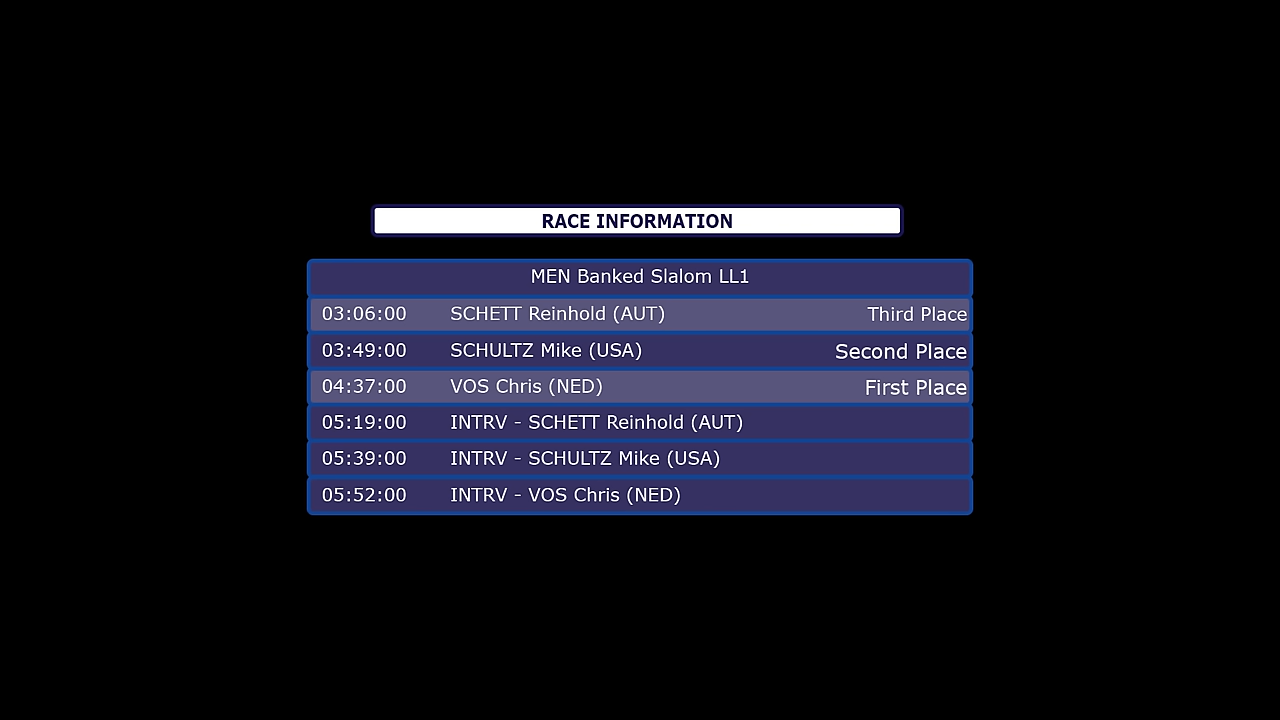 RACE INFORMATION
MEN Banked Slalom LL1
03:06:00 SCHETT Reinhold (AUT) Third Place
03:49:00 SCHULTZ Mike (USA) Second Place
04:37:00 VOS Chris (NED) First Place
05:19:00 INTRV - SCHETT Reinhold (AUT)
05:39:00 INTRV - SCHULTZ Mike (USA)
05:52:00 INTRV - VOS Chris (NED)